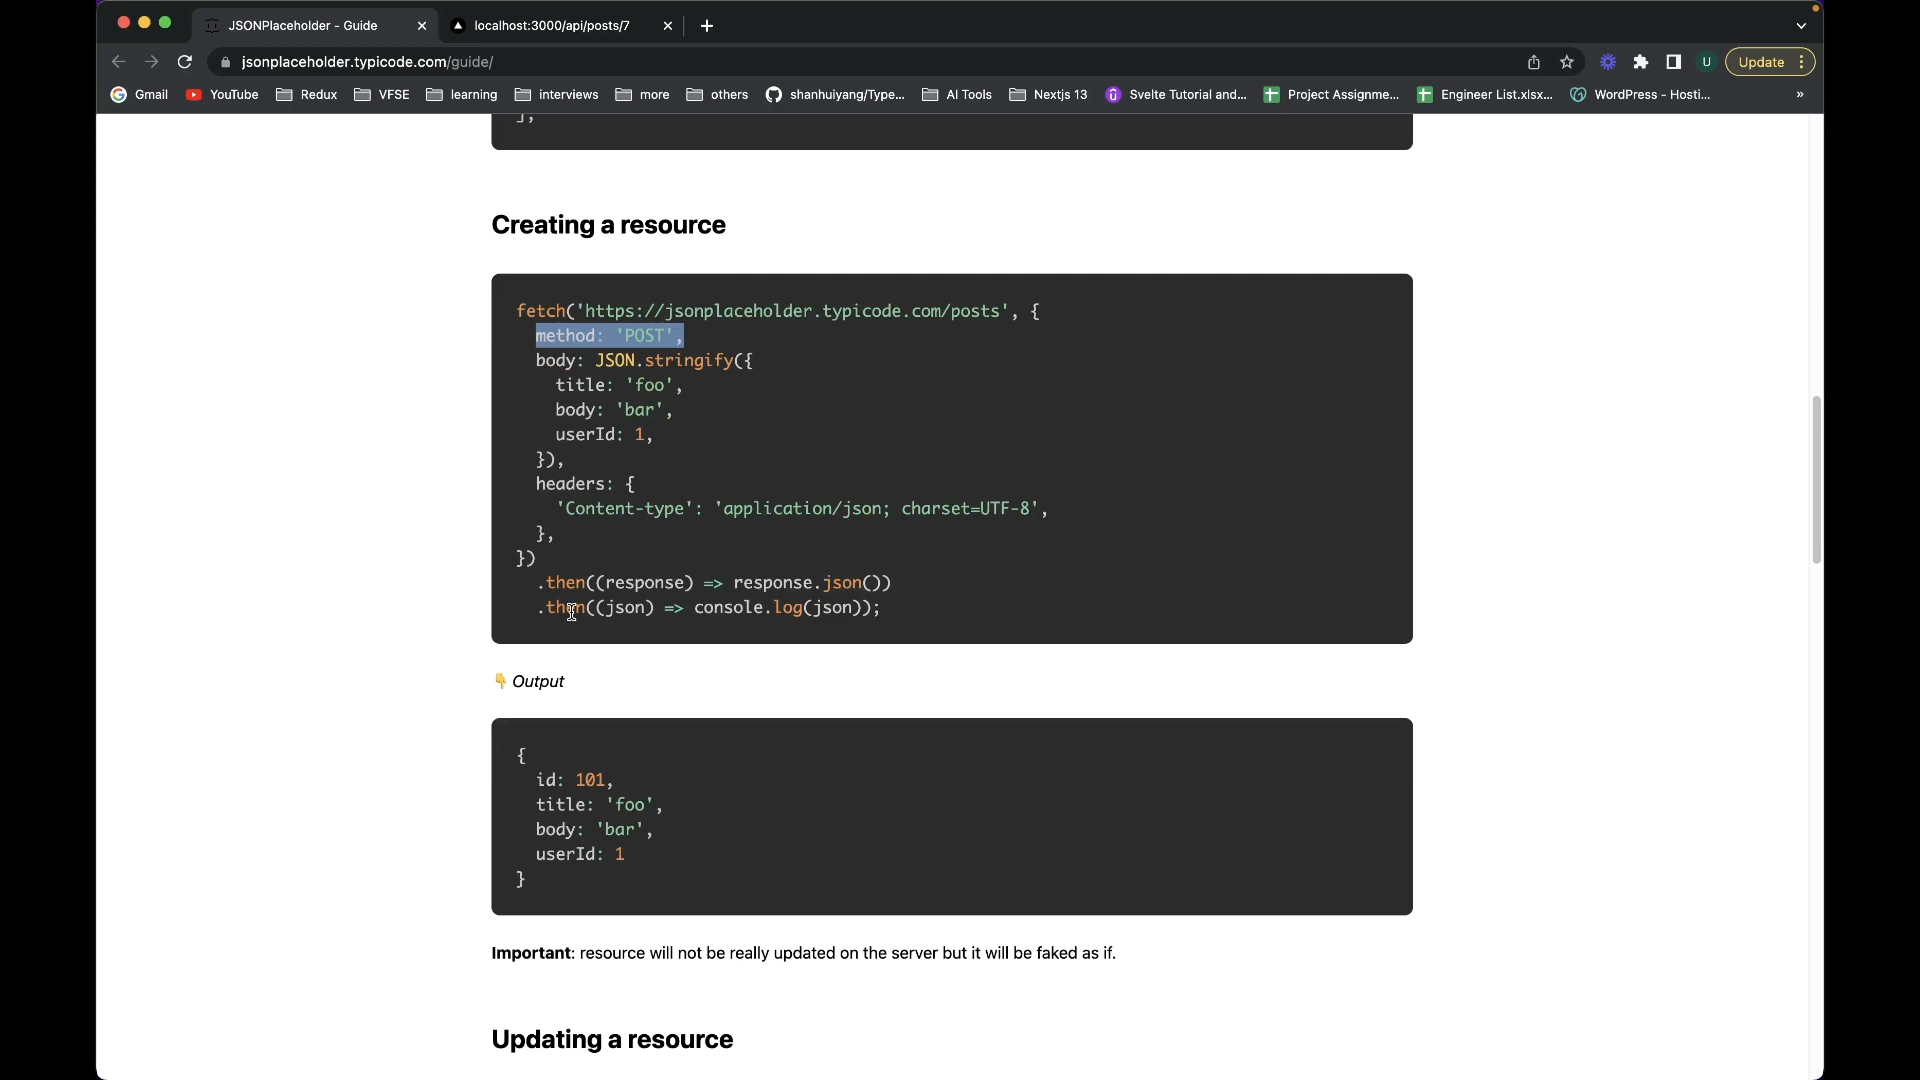 JSONPlaceholder - Guide
localhost:3000/api/posts/7
jsonplaceholder.typicode.com/guide/
U
Update
Gmail
YouTube
Redux
VFSE
learning
interviews
more
others
shanhuiyang/Type...
AI Tools
Nextjs 13
Svelte Tutorial and...
Project Assignme...
Engineer List.xlsx...
WordPress - Hosti...
»
],
Creating a resource
fetch('https://jsonplaceholder.typicode.com/posts', {
method: 'POST',
body: JSON.stringify({
title: 'foo',
body: 'bar',
userId: 1,
}),
headers: {
'Content-type': 'application/json; charset=UTF-8',
},
})
.then((response) => response.json())
.then((json) => console.log(json));
👇 Output
{
id: 101,
title: 'foo',
body: 'bar',
userId: 1
}
Important: resource will not be really updated on the server but it will be faked as if.
Updating a resource